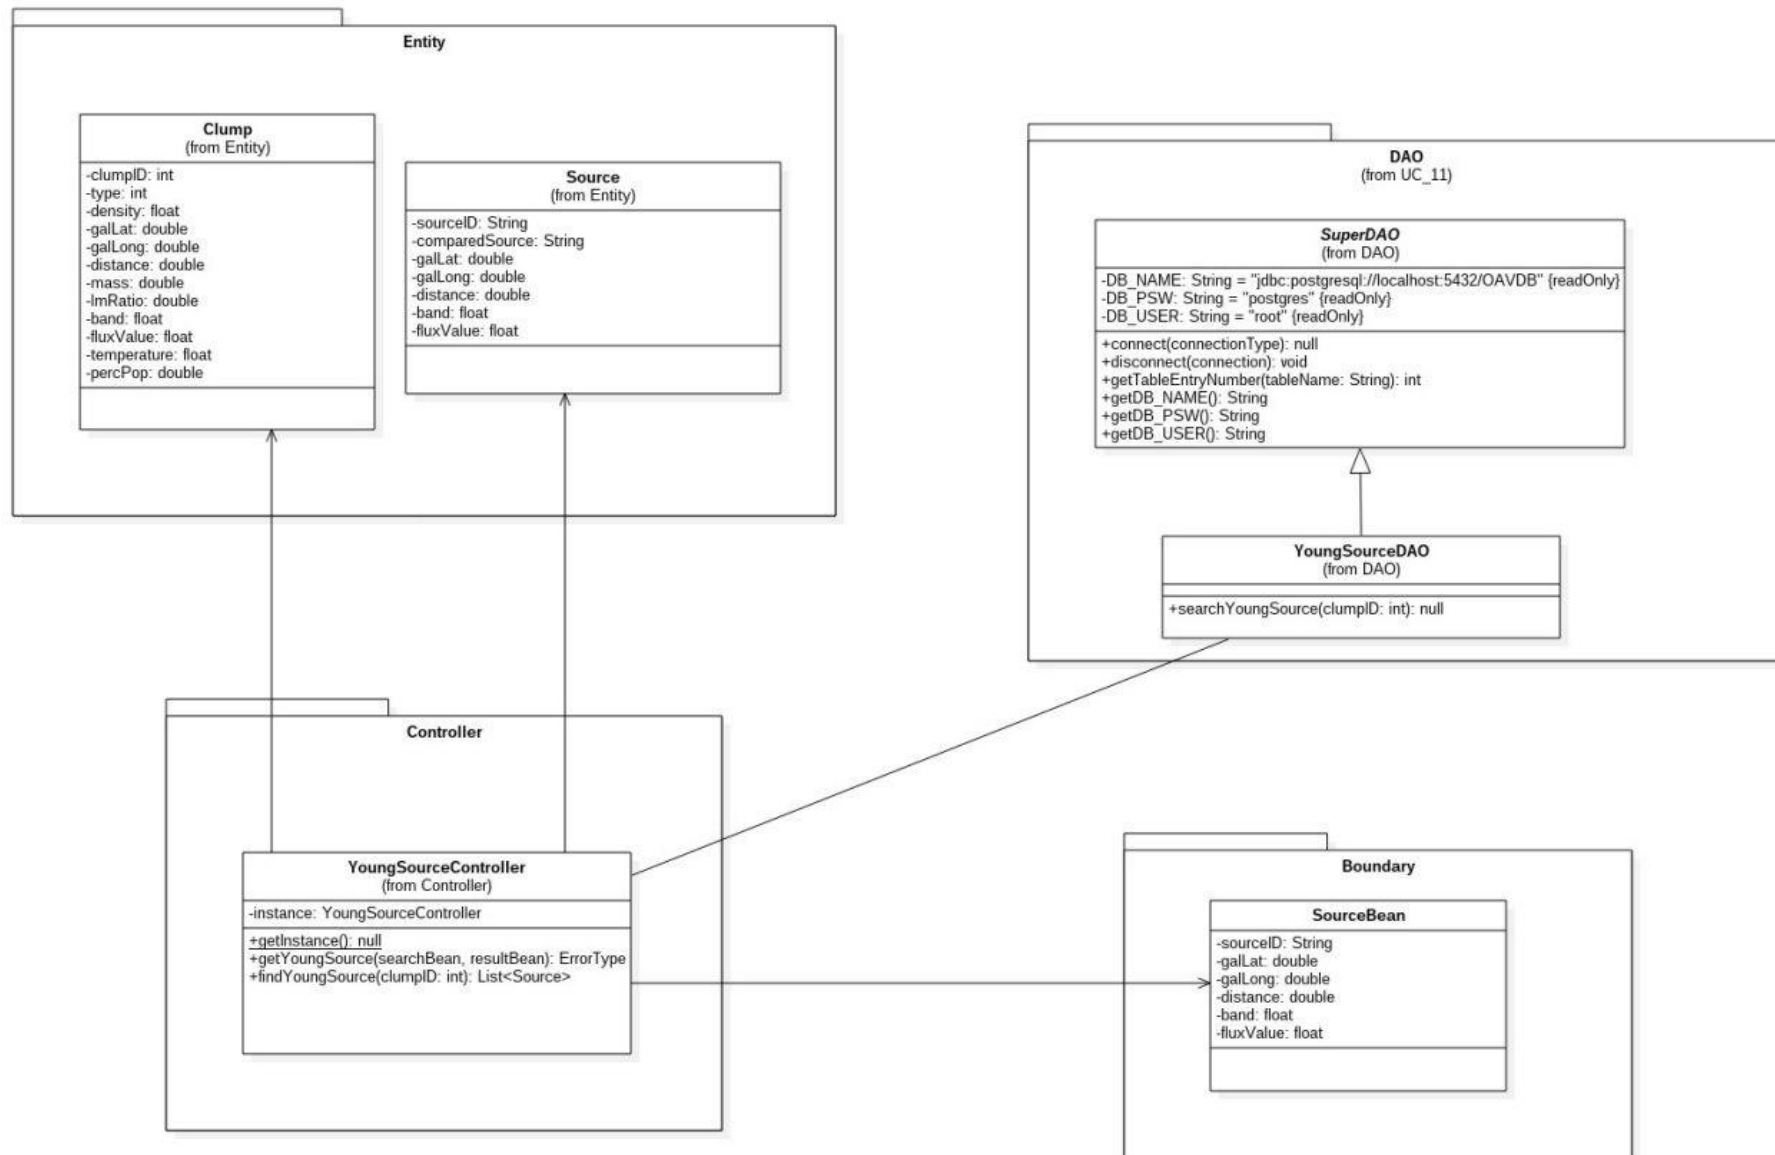 Entity
Clump
(from Entity)
-clumpID: int
-type: int
-density: float
-galLat: double
-galLong: double
-distance: double
-mass: double
-lmRatio: double
-band: float
-fluxValue: float
-temperature: float
-percPop: double
Source
(from Entity)
-sourceID: String
-comparedSource: String
-galLat: double
-galLong: double
-distance: double
-band: float
-fluxValue: float
DAO
(from UC_11)
SuperDAO
(from DAO)
-DB_NAME: String = "jdbc:postgresql://localhost:5432/OAVDB" {readOnly}
-DB_PSW: String = "postgres" {readOnly}
-DB_USER: String = "root" {readOnly}
+connect(connectionType): null
+disconnect(connection): void
+getTableEntryNumber(tableName: String): int
+getDB_NAME(): String
+getDB_PSW(): String
+getDB_USER(): String
YoungSourceDAO
(from DAO)
+searchYoungSource(clumpID: int): null
Controller
YoungSourceController
(from Controller)
-instance: YoungSourceController
+getInstance(): null
+getYoungSource(searchBean, resultBean): ErrorType
+findYoungSource(clumpID: int): List<Source>
Boundary
SourceBean
-sourceID: String
-galLat: double
-galLong: double
-distance: double
-band: float
-fluxValue: float